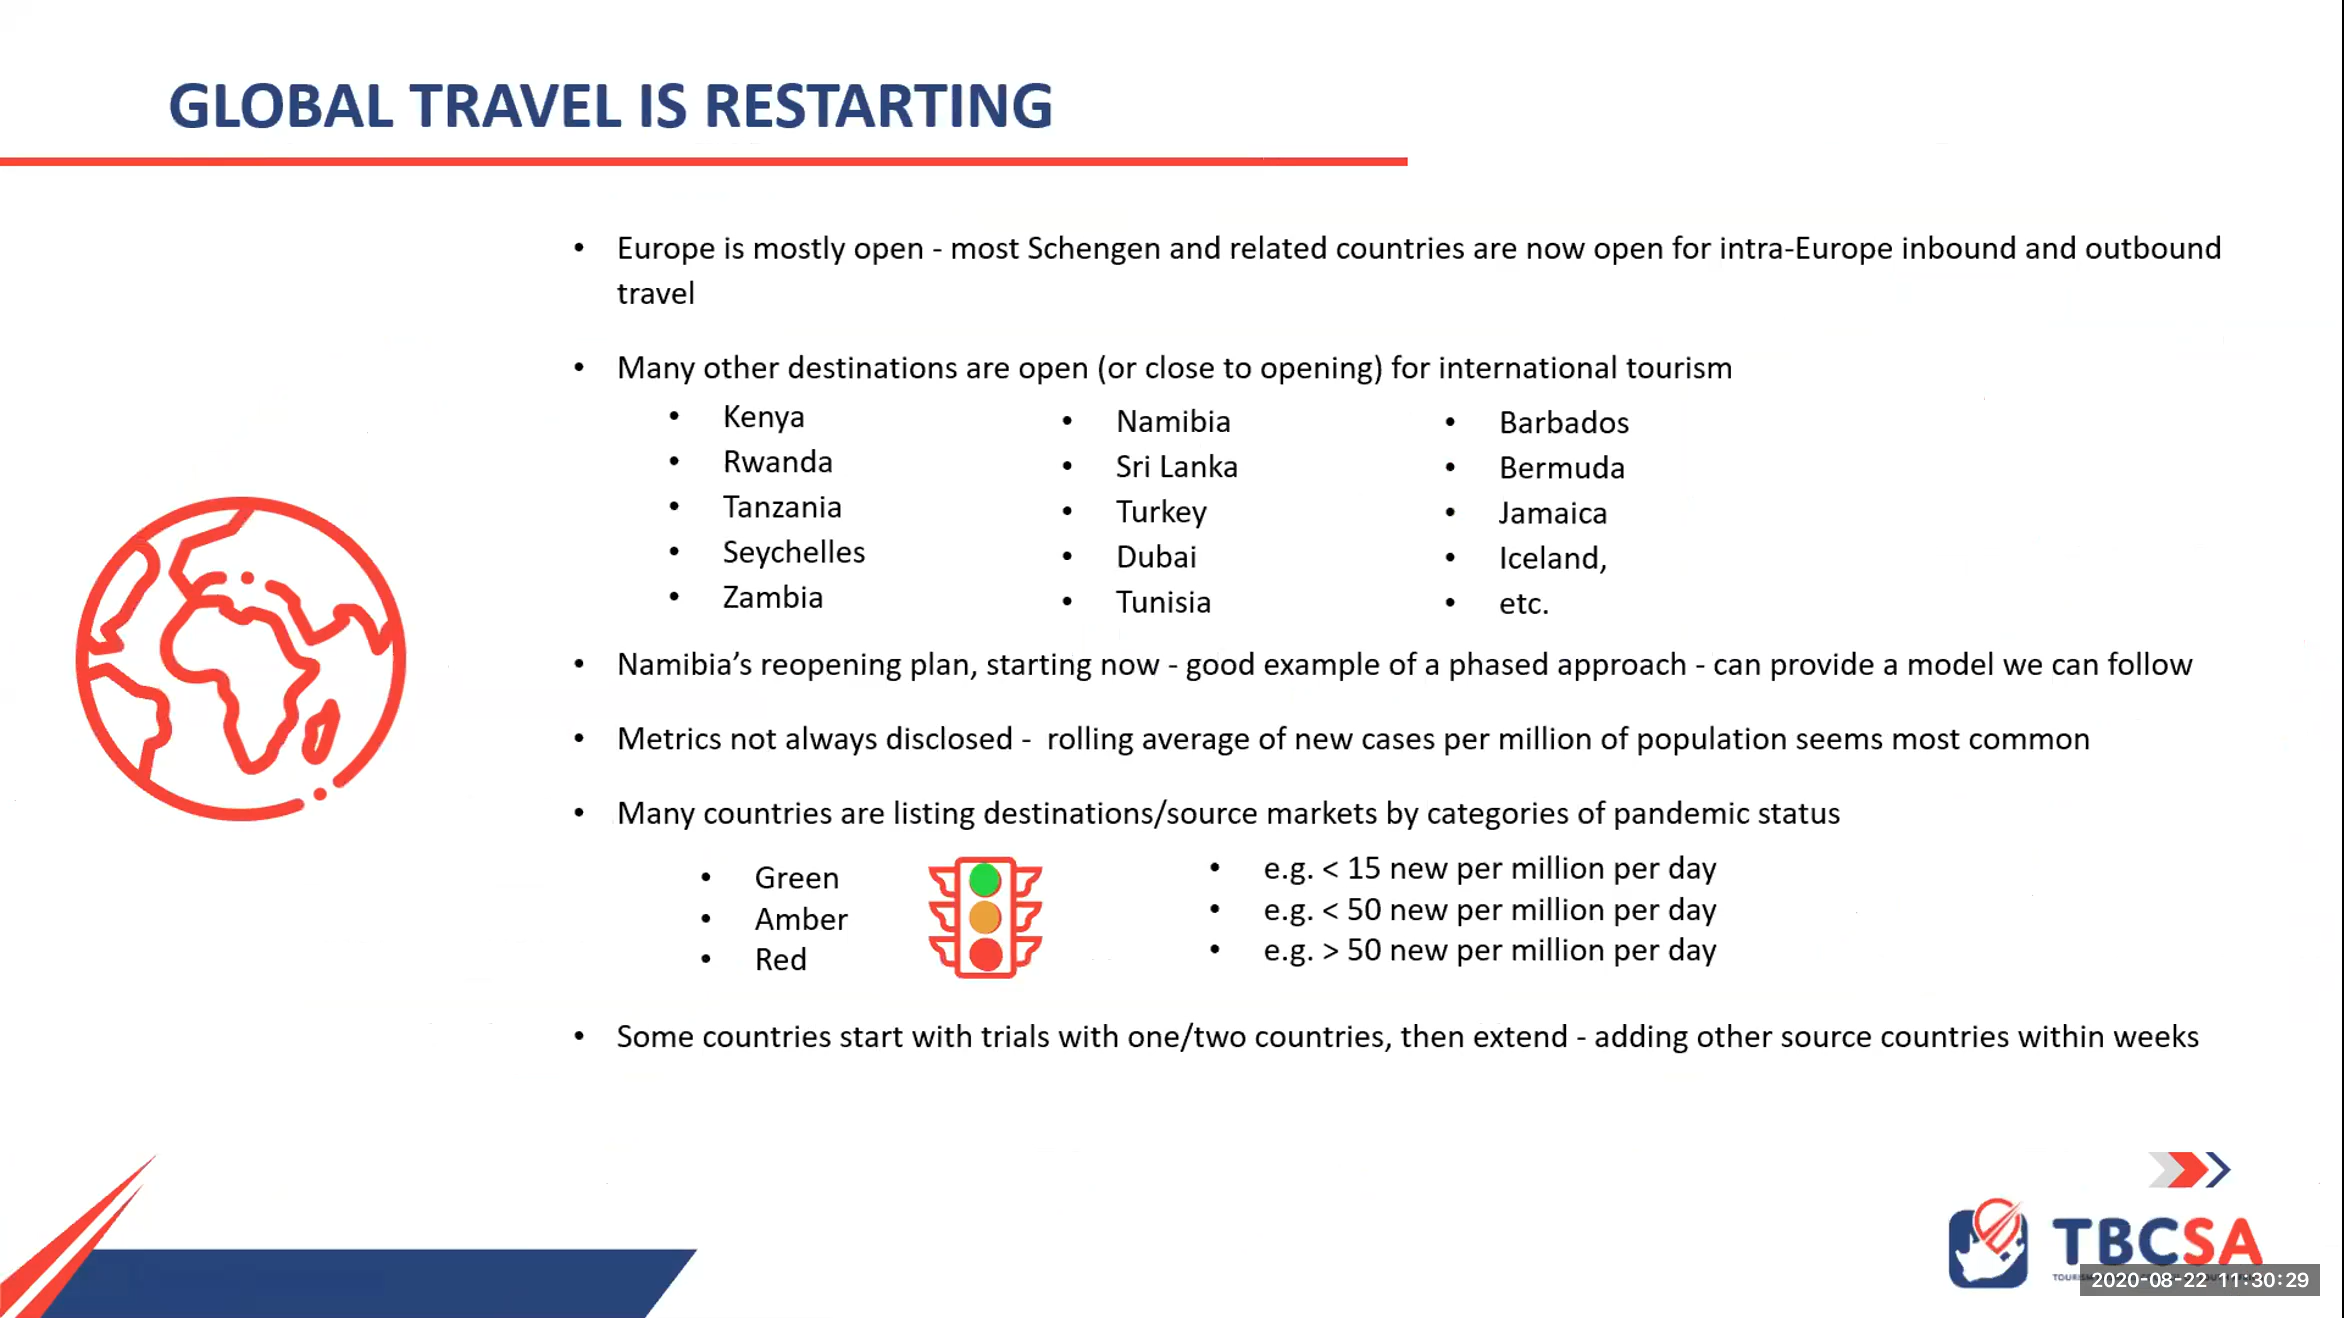 GLOBAL TRAVEL IS RESTARTING
• Europe is mostly open - most Schengen and related countries are now open for intra-Europe inbound and outbound
travel
• Many other destinations are open (or close to opening) for international tourism
• Kenya
• Rwanda
• Tanzania
• Seychelles
• Zambia
• Namibia
• Sri Lanka
• Turkey
• Dubai
• Tunisia
• Barbados
• Bermuda
• Jamaica
• Iceland,
• etc.
• Namibia’s reopening plan, starting now - good example of a phased approach - can provide a model we can follow
• Metrics not always disclosed -  rolling average of new cases per million of population seems most common
• Many countries are listing destinations/source markets by categories of pandemic status
• Green
• Amber
• Red
• e.g. < 15 new per million per day
• e.g. < 50 new per million per day
• e.g. > 50 new per million per day
• Some countries start with trials with one/two countries, then extend - adding other source countries within weeks
TBCSA
2020-08-22 11:30:29